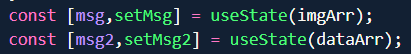 const [msg,setMsg] = useState(imgArr);
const [msg2,setMsg2] = useState(dataArr);